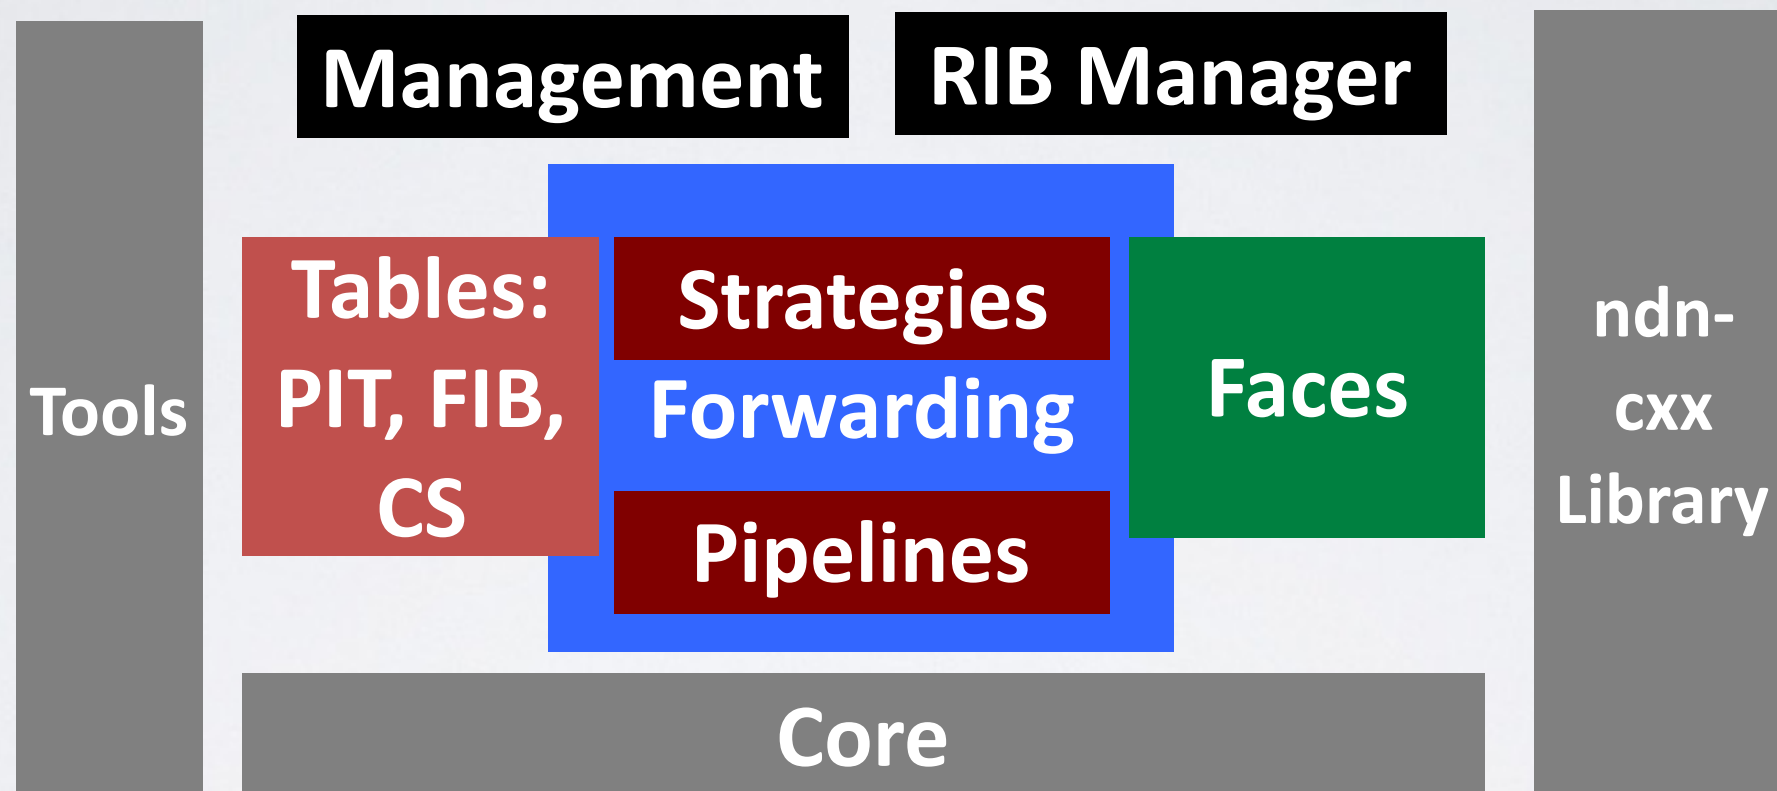 Management
RIB Manager
Tools
Tables:
PIT, FIB,
CS
Strategies
Forwarding
Pipelines
Faces
ndn-
cxx
Library
Core